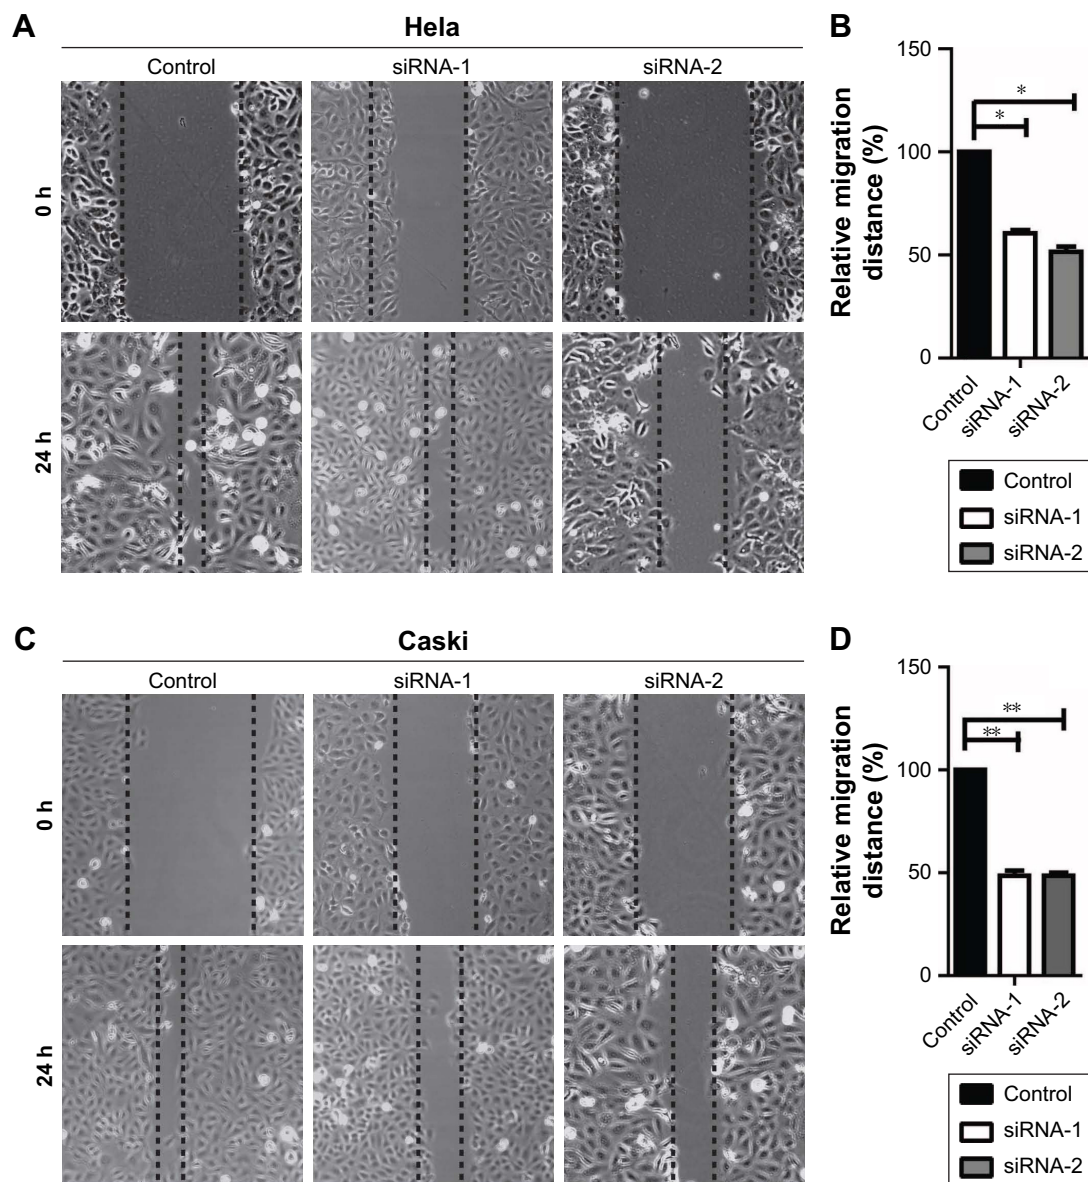 A
Hela
Control
siRNA-1
siRNA-2
0 h
24 h
B
Relative migration
distance (%)
150
100
50
0
*
*
Control
siRNA-1
siRNA-2
Control
siRNA-1
siRNA-2
C
Caski
Control
siRNA-1
siRNA-2
0 h
24 h
D
Relative migration
distance (%)
150
100
50
0
**
**
Control
siRNA-1
siRNA-2
Control
siRNA-1
siRNA-2